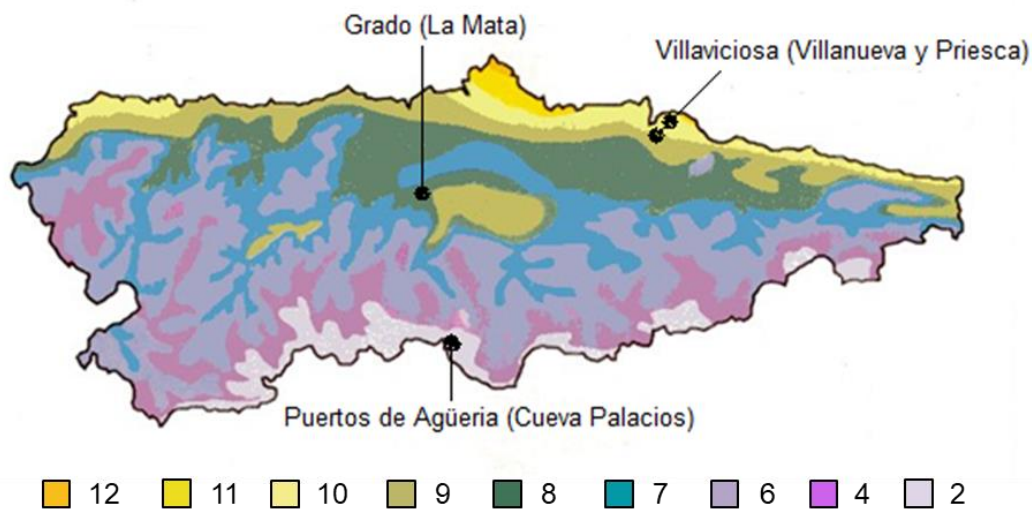 Grado (La Mata)
Villaviciosa (Villanueva y Priesca)
Puertos de Agüeria (Cueva Palacios)
12 11 10 9 8 7 6 4 2